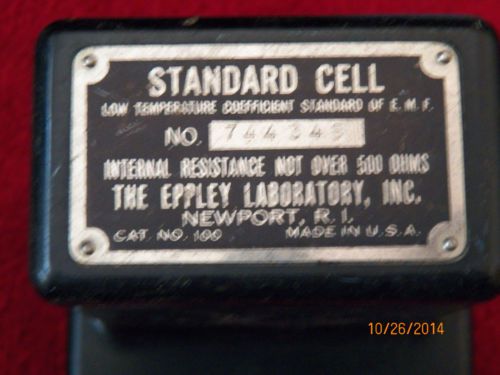 STANDARD CELL
LOW TEMPERATURE COEFFICIENT STANDARD OF E.M.F.
NO. 744349
INTERNAL RESISTANCE NOT OVER 500 OHMS
THE EPPLEY LABORATORY, INC.
NEWPORT, R.I.
CAT. NO. 100 MADE IN U.S.A.
10/26/2014